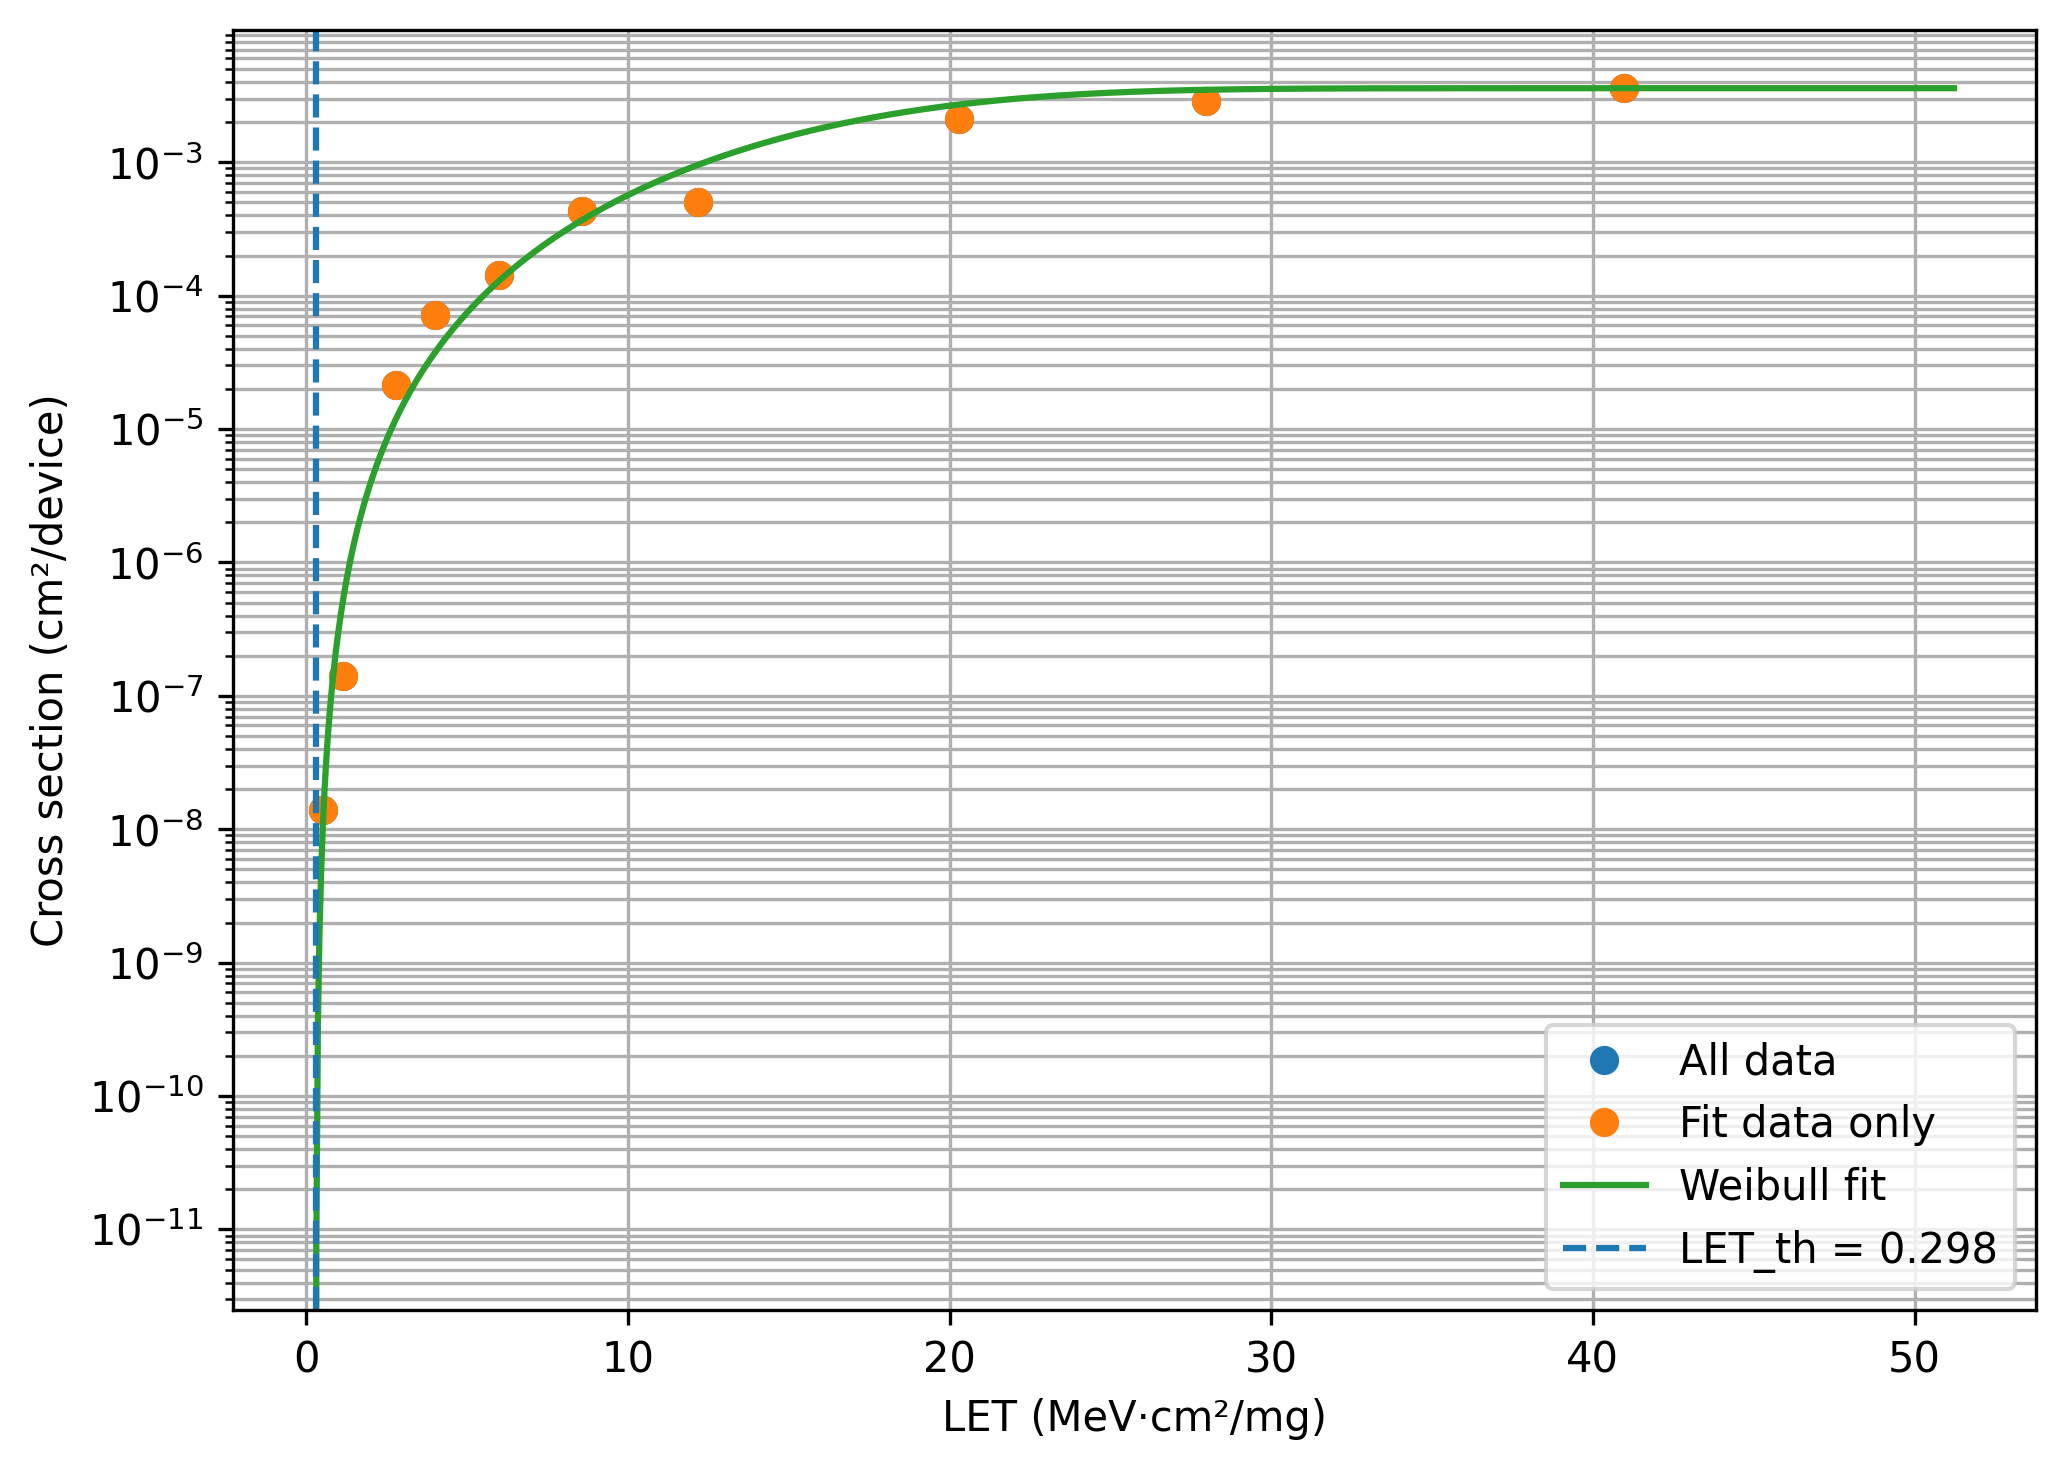 10⁻³
10⁻⁴
10⁻⁵
10⁻⁶
10⁻⁷
10⁻⁸
10⁻⁹
10⁻¹⁰
10⁻¹¹
Cross section (cm²/device)
All data
Fit data only
Weibull fit
LET_th = 0.298
0 10 20 30 40 50
LET (MeV·cm²/mg)